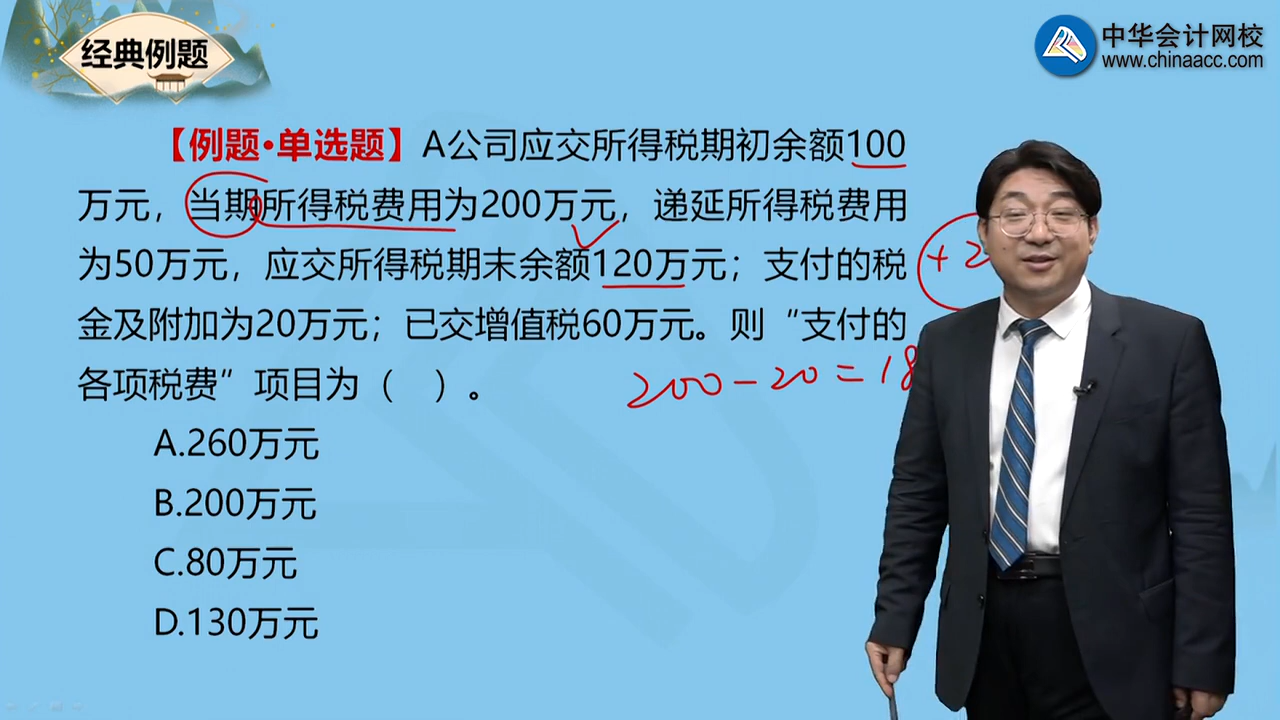 经典例题
中华会计网校
www.chinaacc.com
【例题•单选题】A公司应交所得税期初余额100
万元，当期所得税费用为200万元，递延所得税费用
为50万元，应交所得税期末余额120万元；支付的税
+2
金及附加为20万元；已交增值税60万元。则“支付的
各项税费”项目为（　）。
200-20=18
A.260万元
B.200万元
C.80万元
D.130万元